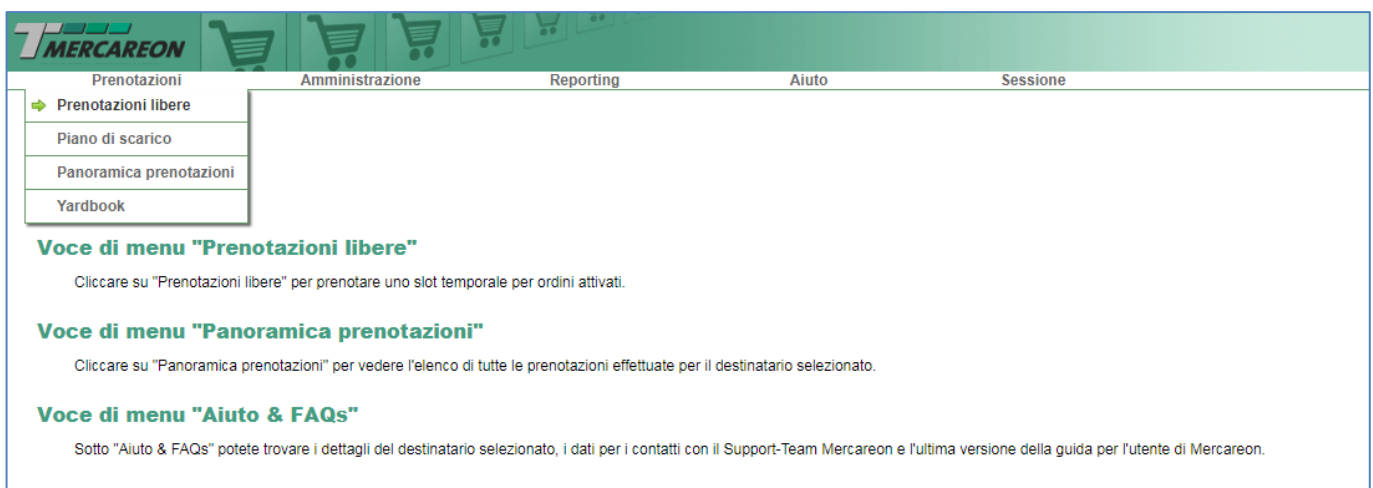 MERCAREON
Prenotazioni Amministrazione Reporting Aiuto Sessione
Prenotazioni libere
Piano di scarico
Panoramica prenotazioni
Yardbook
Voce di menu "Prenotazioni libere"
Cliccare su "Prenotazioni libere" per prenotare uno slot temporale per ordini attivati.
Voce di menu "Panoramica prenotazioni"
Cliccare su "Panoramica prenotazioni" per vedere l'elenco di tutte le prenotazioni effettuate per il destinatario selezionato.
Voce di menu "Aiuto & FAQs"
Sotto "Aiuto & FAQs" potete trovare i dettagli del destinatario selezionato, i dati per i contatti con il Support-Team Mercareon e l'ultima versione della guida per l'utente di Mercareon.